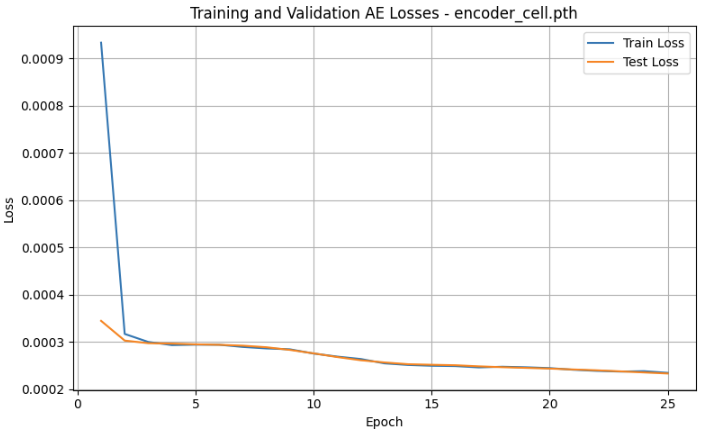 Training and Validation AE Losses - encoder_cell.pth
Train Loss
Test Loss
0.0009
0.0008
0.0007
0.0006
0.0005
0.0004
0.0003
0.0002
Loss
0 5 10 15 20 25
Epoch